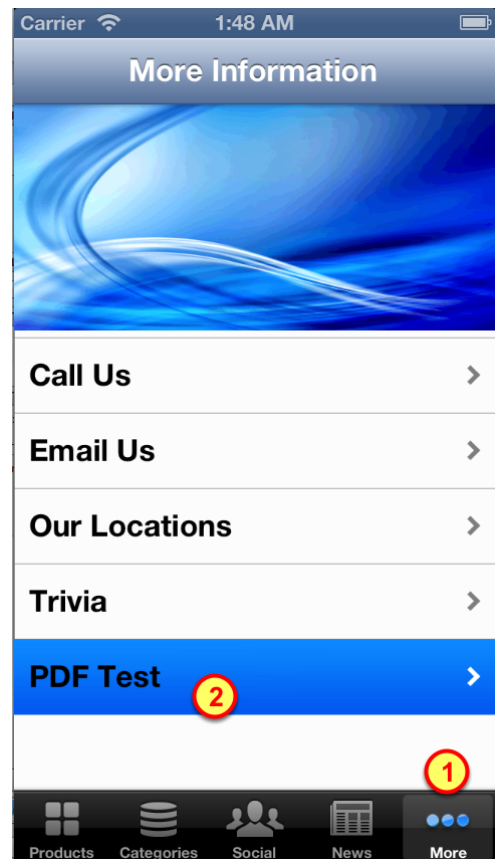 Carrier 1:48 AM
More Information
Call Us
Email Us
Our Locations
Trivia
PDF Test
2
1
Products Categories Social News More